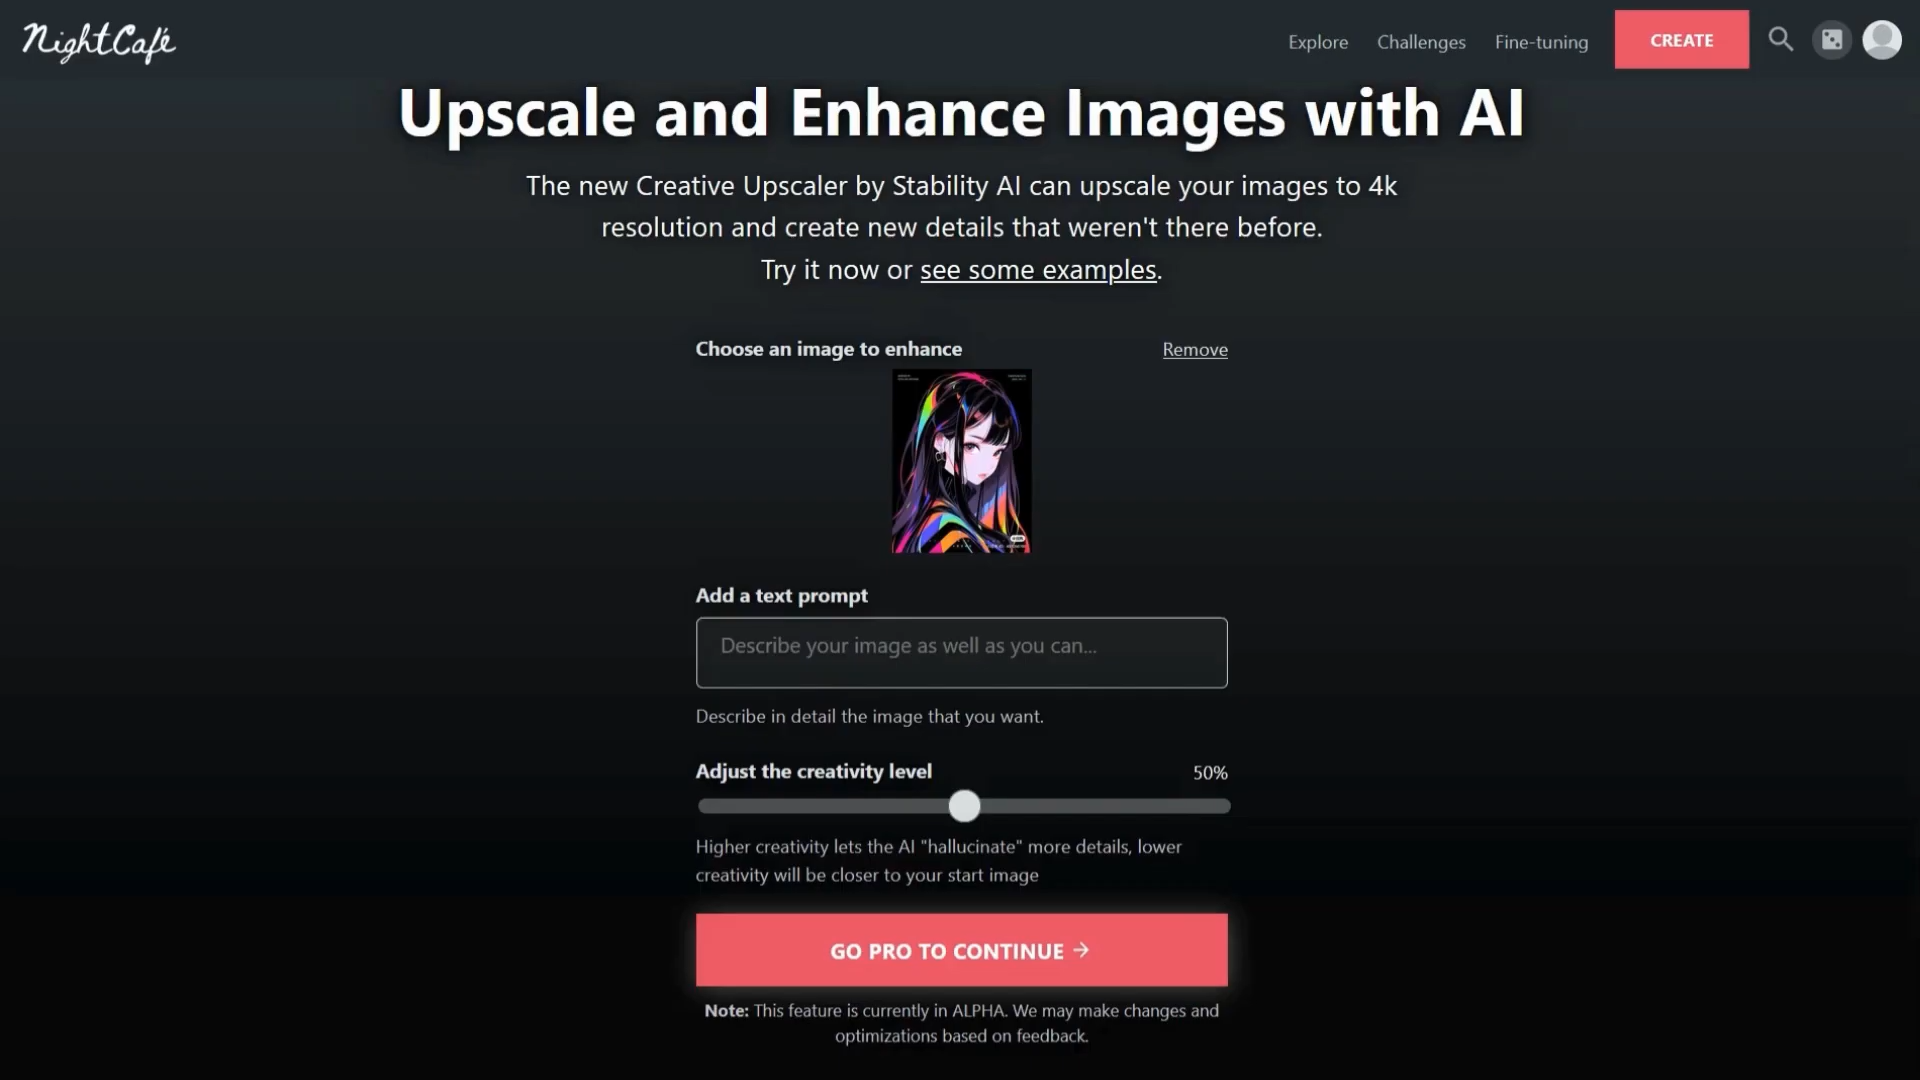 NightCafé
Explore
Challenges
Fine-tuning
CREATE
Upscale and Enhance Images with AI
The new Creative Upscaler by Stability AI can upscale your images to 4k
resolution and create new details that weren't there before.
Try it now or see some examples.
Choose an image to enhance
Remove
Add a text prompt
Describe your image as well as you can...
Describe in detail the image that you want.
Adjust the creativity level
50%
Higher creativity lets the AI "hallucinate" more details, lower
creativity will be closer to your start image
GO PRO TO CONTINUE →
Note: This feature is currently in ALPHA. We may make changes and
optimizations based on feedback.